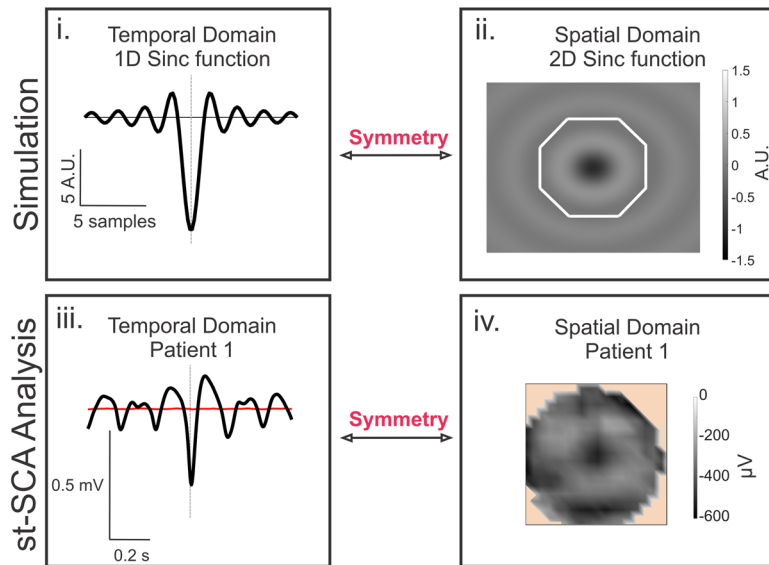 Simulation
i.
Temporal Domain
1D Sinc function
5 A.U.
5 samples
Symmetry
ii.
Spatial Domain
2D Sinc function
1.5
1
0.5
0
-0.5
-1
-1.5
A.U.
st-SCA Analysis
iii.
Temporal Domain
Patient 1
0.5 mV
0.2 s
Symmetry
iv.
Spatial Domain
Patient 1
0
-200
-400
-600
μV